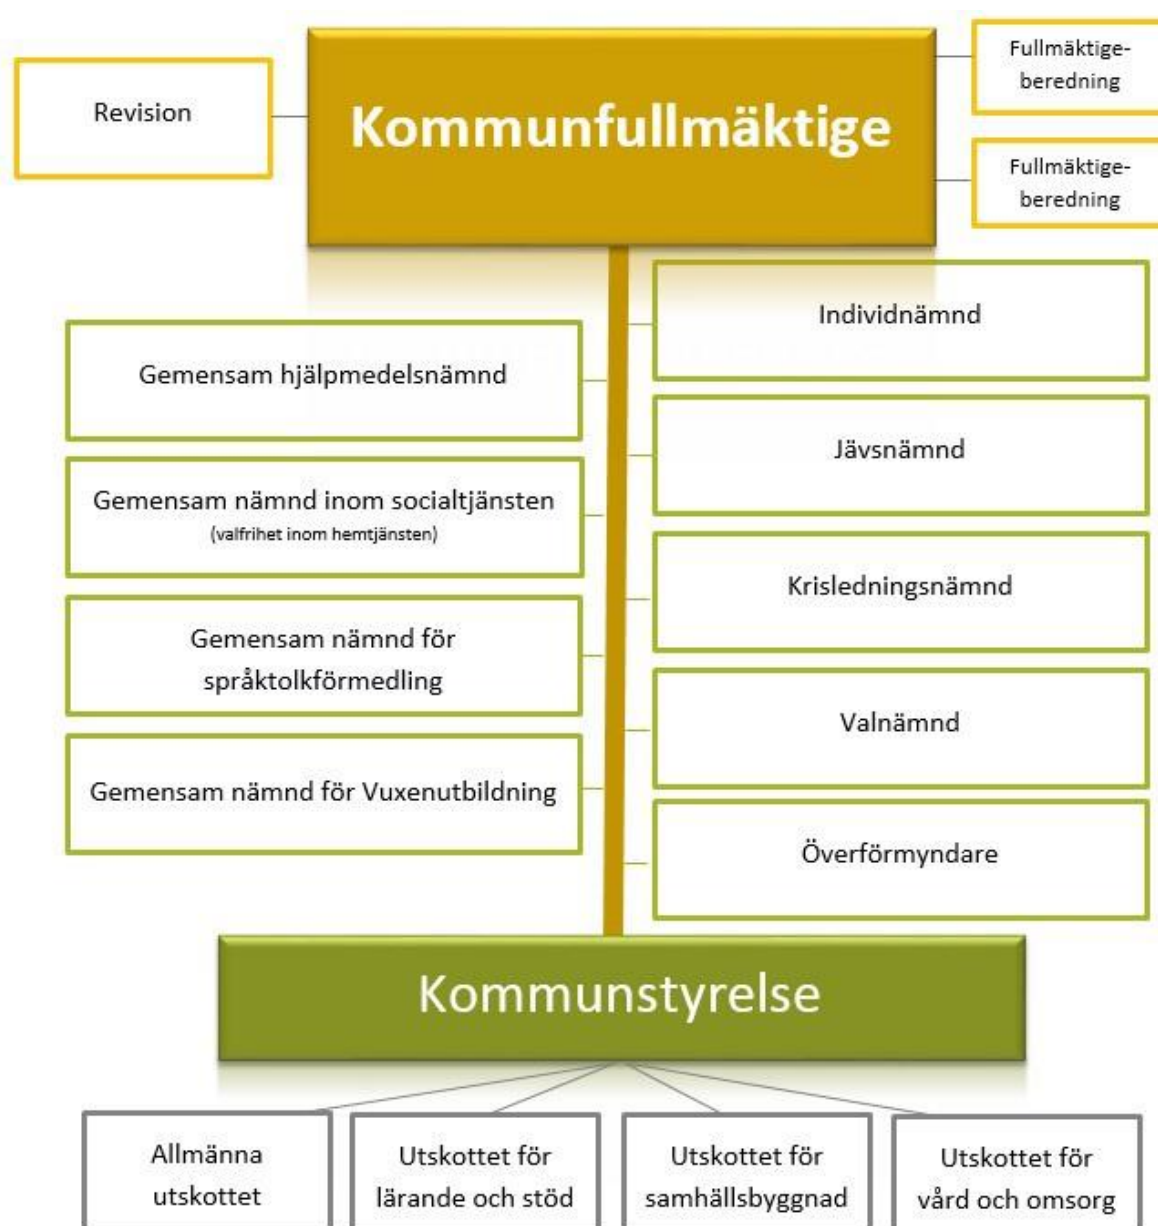 Revision
Kommunfullmäktige
Fullmäktige-
beredning
Fullmäktige-
beredning
Gemensam hjälpmedelsnämnd
Gemensam nämnd inom socialtjänsten
(valfrihet inom hemtjänsten)
Gemensam nämnd för
språktolkförmedling
Gemensam nämnd för Vuxenutbildning
Individnämnd
Jävsnämnd
Krisledningsnämnd
Valnämnd
Överförmyndare
Kommunstyrelse
Allmänna
utskottet
Utskottet för
lärande och stöd
Utskottet för
samhällsbyggnad
Utskottet för
vård och omsorg